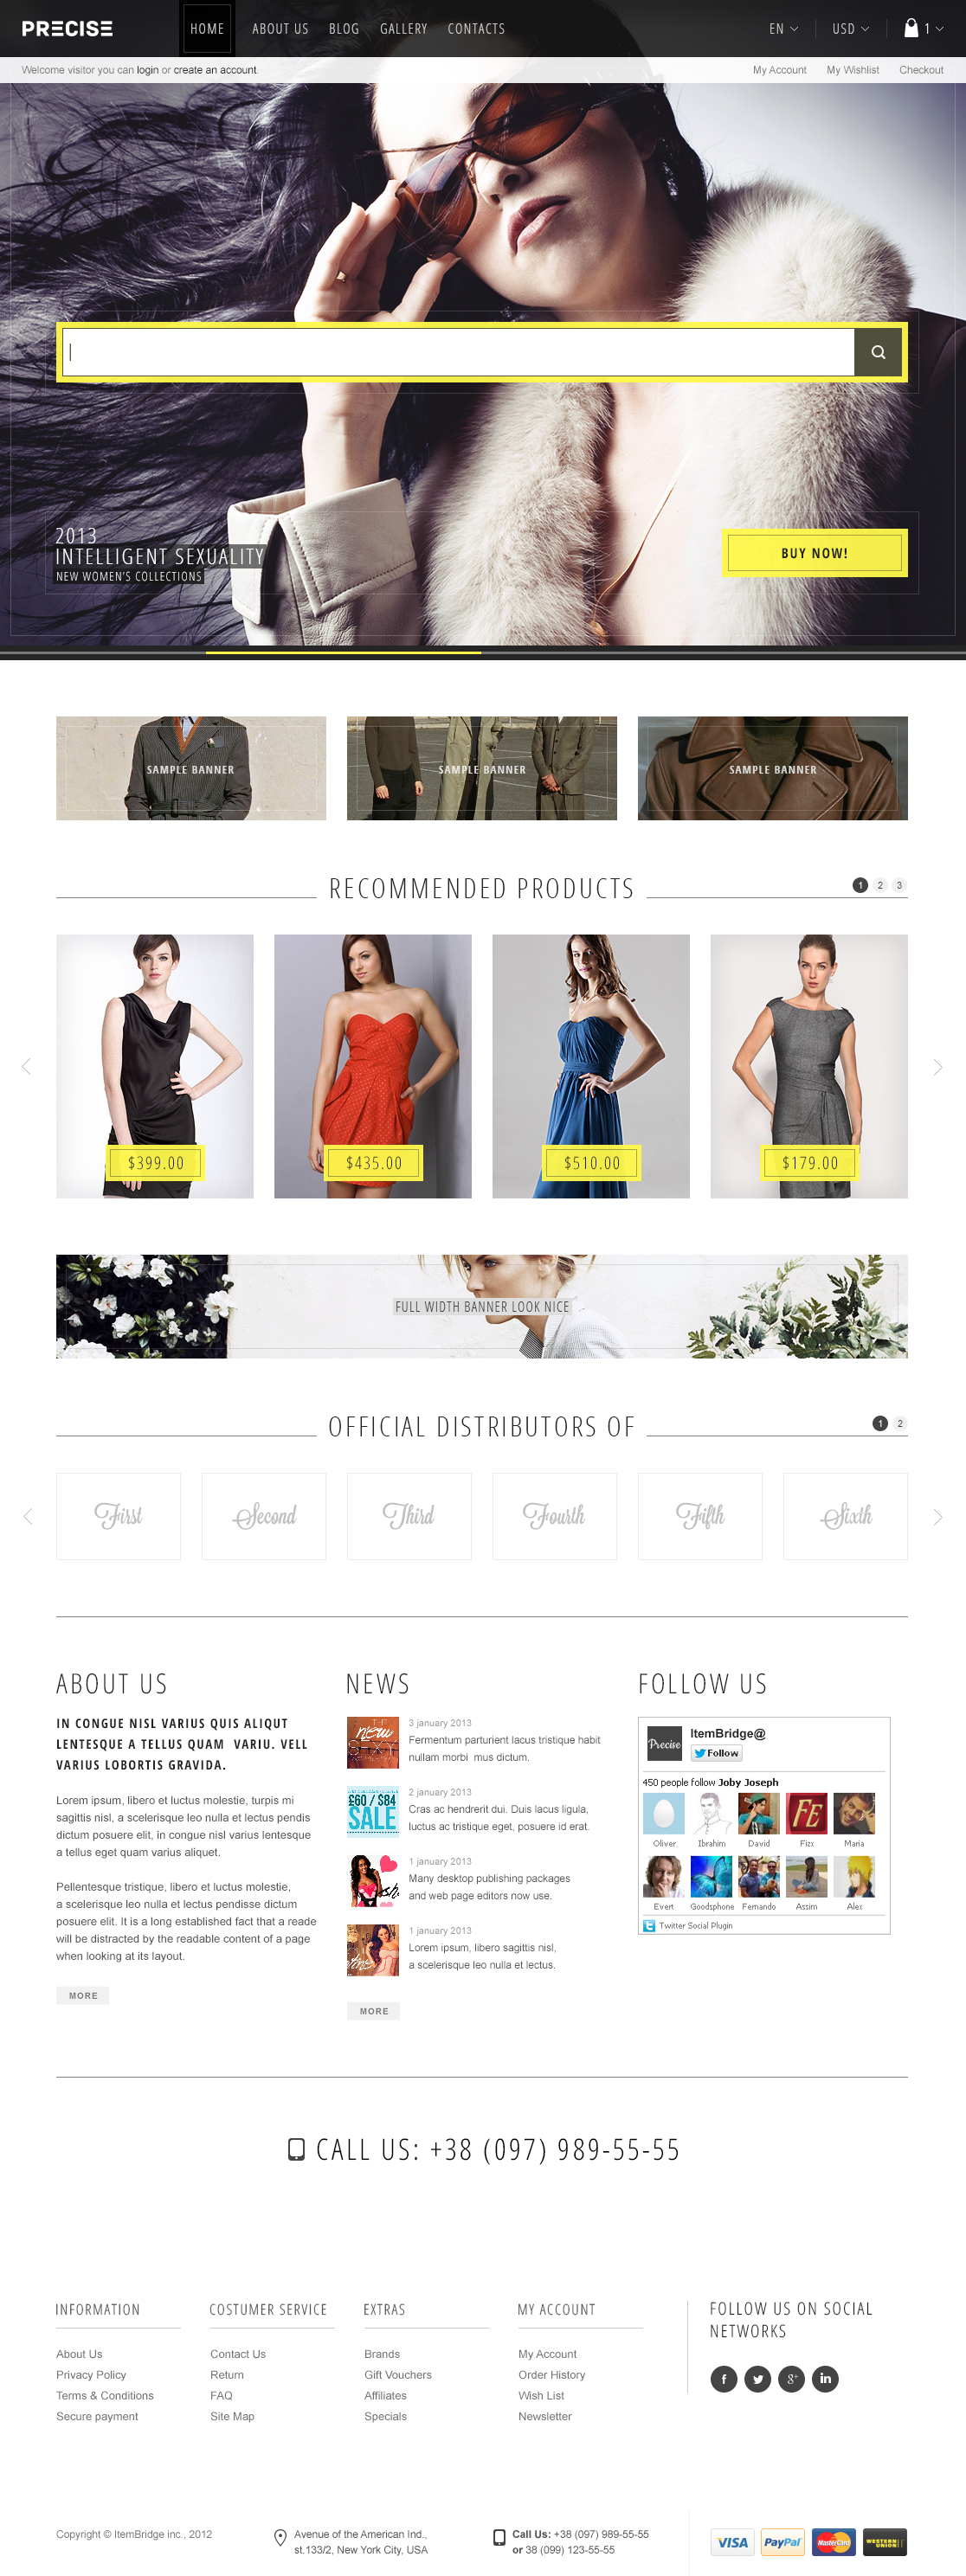 PRECISE
HOME ABOUT US BLOG GALLERY CONTACTS
EN USD 1
Welcome visitor you can login or create an account.
My Account My Wishlist Checkout
2013
INTELLIGENT SEXUALITY
NEW WOMEN'S COLLECTIONS
BUY NOW!
SAMPLE BANNER
SAMPLE BANNER
SAMPLE BANNER
RECOMMENDED PRODUCTS
1 2 3
$399.00
$435.00
$510.00
$179.00
FULL WIDTH BANNER LOOK NICE
OFFICIAL DISTRIBUTORS OF
1 2
First
Second
Third
Fourth
Fifth
Sixth
ABOUT US
IN CONGUE NISL VARIUS QUIS ALIQUT
LENTESQUE A TELLUS QUAM VARIU. VELL
VARIUS LOBORTIS GRAVIDA.
Lorem ipsum, libero et luctus molestie, turpis mi
sagittis nisl, a scelerisque leo nulla et lectus pendis
dictum posuere elit, in congue nisl varius lentesque
a tellus eget quam varius aliquet.
Pellentesque tristique, libero et luctus molestie,
a scelerisque leo nulla et lectus pendisse dictum
posuere elit. It is a long established fact that a reade
will be distracted by the readable content of a page
when looking at its layout.
MORE
NEWS
3 january 2013
Fermentum parturient lacus tristique habit
nullam morbi mus dictum.
£60 / $84
SALE
2 january 2013
Cras ac hendrerit dui. Duis lacus ligula,
luctus ac tristique eget, posuere id erat.
1 january 2013
Many desktop publishing packages
and web page editors now use.
1 january 2013
Lorem ipsum, libero sagittis nisl,
a scelerisque leo nulla et lectus.
MORE
FOLLOW US
Precise
ItemBridge@
Follow
450 people follow Joby Joseph
FE
Oliver Ibrahim David Fizx Maria
Evert Goodsphone Fernando Assim Alex
Twitter Social Plugin
CALL US: +38 (097) 989-55-55
INFORMATION
About Us
Privacy Policy
Terms & Conditions
Secure payment
COSTUMER SERVICE
Contact Us
Return
FAQ
Site Map
EXTRAS
Brands
Gift Vouchers
Affiliates
Specials
MY ACCOUNT
My Account
Order History
Wish List
Newsletter
FOLLOW US ON SOCIAL
NETWORKS
f g+ in
Copyright © ItemBridge inc., 2012
Avenue of the American Ind.,
st.133/2, New York City, USA
Call Us: +38 (097) 989-55-55
or 38 (099) 123-55-55
VISA PayPal MasterCard WESTERN UNION